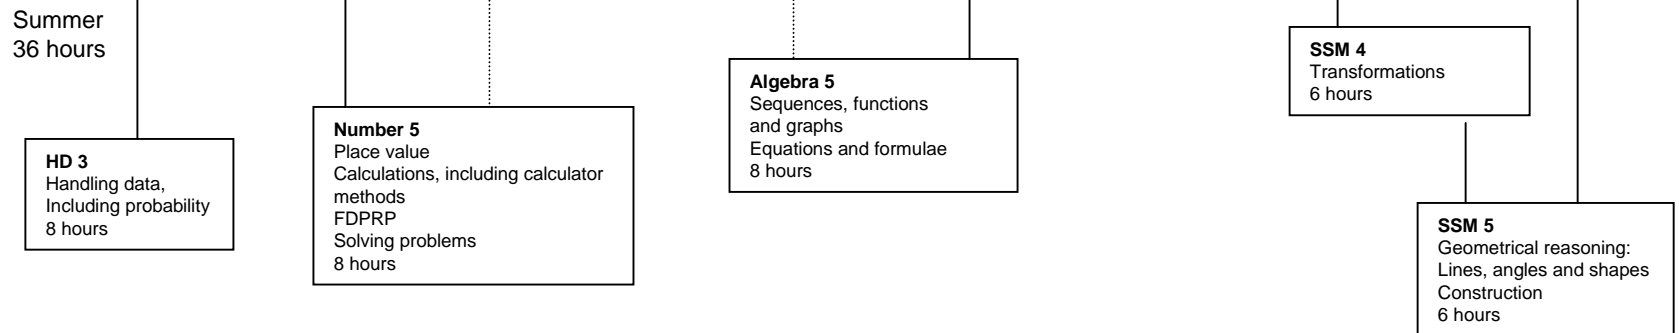 Summer
36 hours
HD 3
Handling data,
Including probability
8 hours
Number 5
Place value
Calculations, including calculator
methods
FDPRP
Solving problems
8 hours
Algebra 5
Sequences, functions
and graphs
Equations and formulae
8 hours
SSM 4
Transformations
6 hours
SSM 5
Geometrical reasoning:
Lines, angles and shapes
Construction
6 hours